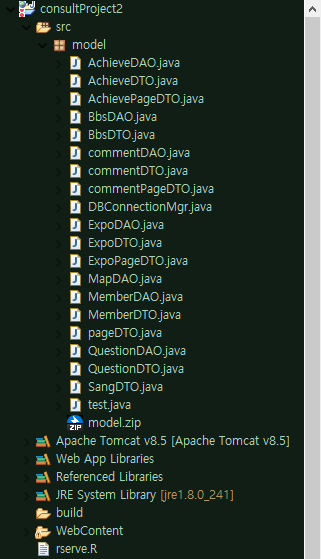 consultProject2
src
model
AchieveDAO.java
AchieveDTO.java
AchievePageDTO.java
BbsDAO.java
BbsDTO.java
commentDAO.java
commentDTO.java
commentPageDTO.java
DBConnectionMgr.java
ExpoDAO.java
ExpoDTO.java
ExpoPageDTO.java
MapDAO.java
MemberDAO.java
MemberDTO.java
pageDTO.java
QuestionDAO.java
QuestionDTO.java
SangDTO.java
test.java
ZIP model.zip
Apache Tomcat v8.5 [Apache Tomcat v8.5]
Web App Libraries
Referenced Libraries
JRE System Library [jre1.8.0_241]
build
WebContent
rserve.R